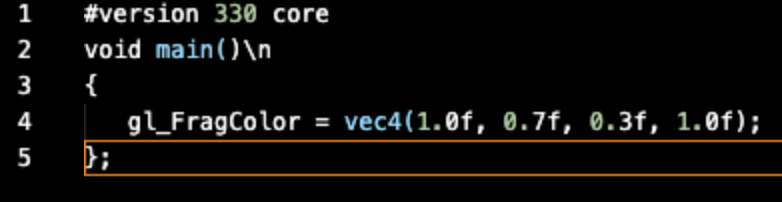 1 #version 330 core
2 void main()\n
3 {
4 gl_FragColor = vec4(1.0f, 0.7f, 0.3f, 1.0f);
5 };